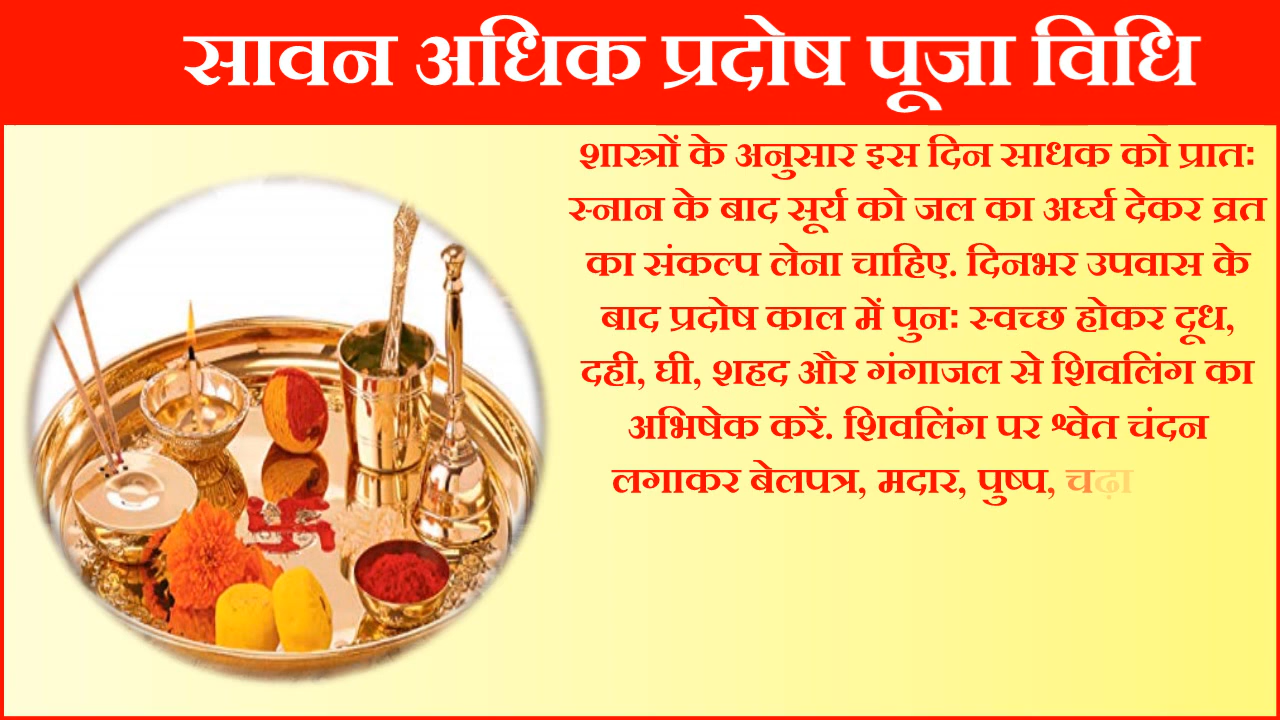 सावन अधिक प्रदोष पूजा विधि
शास्त्रों के अनुसार इस दिन साधक को प्रातः
स्नान के बाद सूर्य को जल का अर्घ्य देकर व्रत
का संकल्प लेना चाहिए. दिनभर उपवास के
बाद प्रदोष काल में पुनः स्वच्छ होकर दूध,
दही, घी, शहद और गंगाजल से शिवलिंग का
अभिषेक करें. शिवलिंग पर श्वेत चंदन
लगाकर बेलपत्र, मदार, पुष्प, चढ़ा